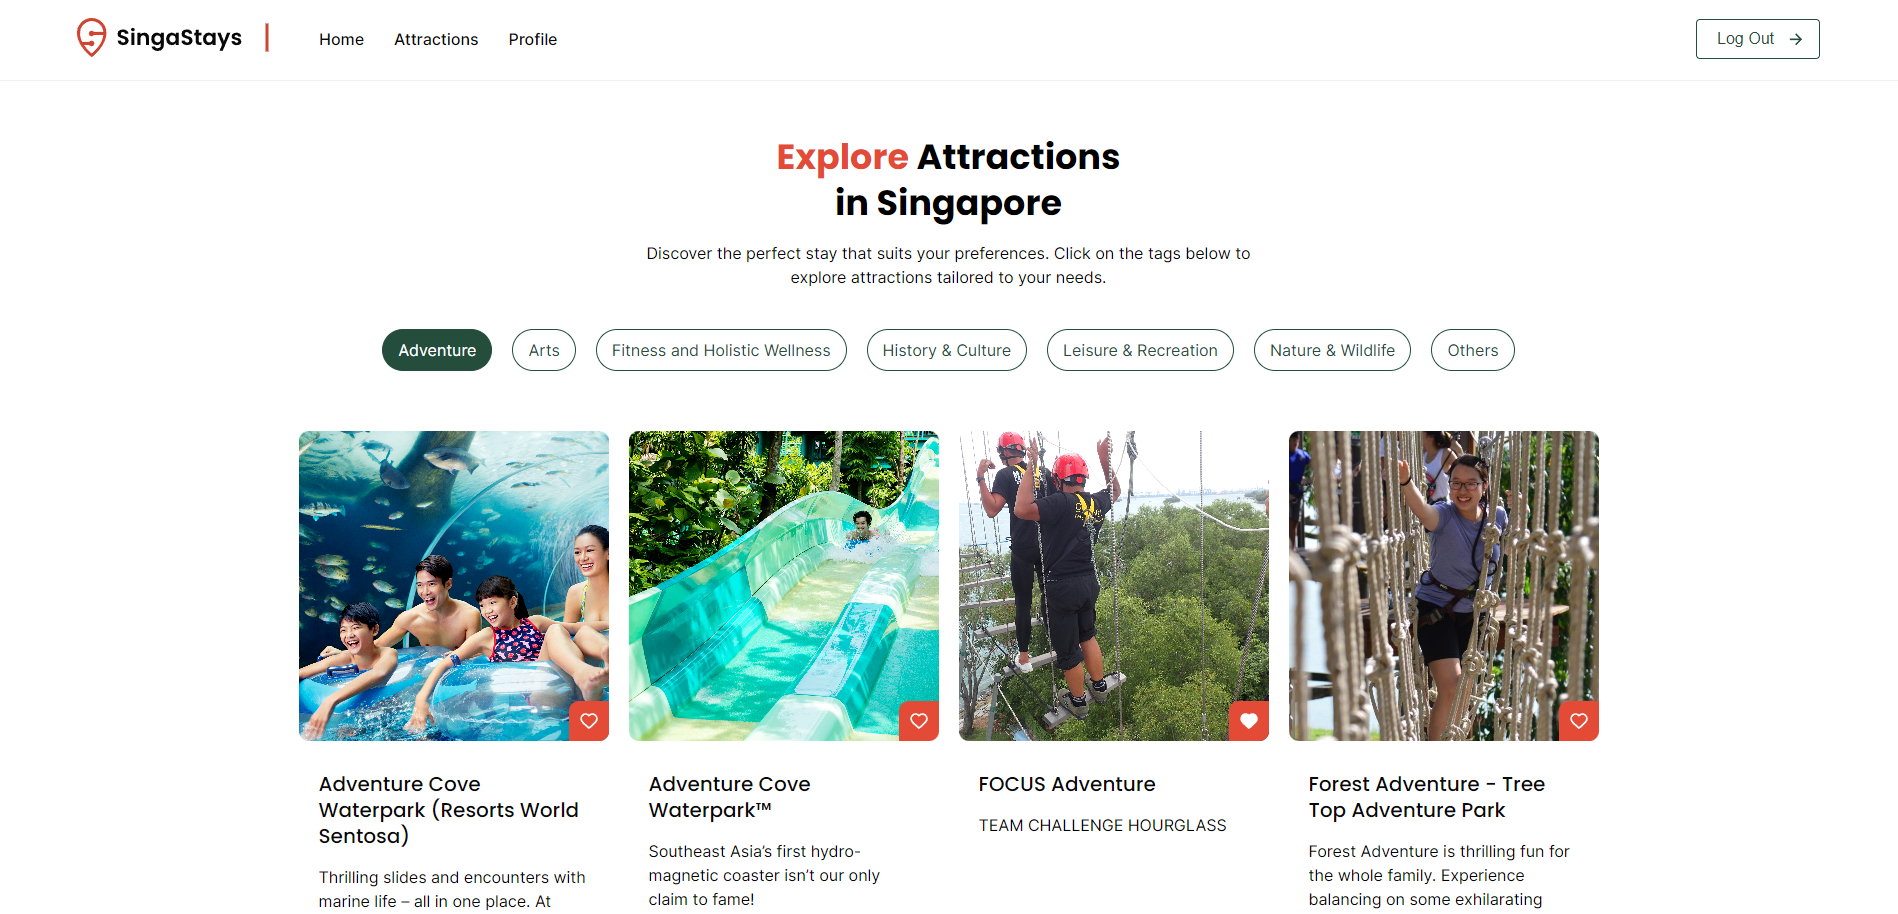 SingaStays
Home
Attractions
Profile
Log Out
Explore Attractions
in Singapore
Discover the perfect stay that suits your preferences. Click on the tags below to
explore attractions tailored to your needs.
Adventure
Arts
Fitness and Holistic Wellness
History & Culture
Leisure & Recreation
Nature & Wildlife
Others
Adventure Cove
Waterpark (Resorts World
Sentosa)
Thrilling slides and encounters with
marine life – all in one place. At
Adventure Cove
Waterpark™
Southeast Asia’s first hydro-
magnetic coaster isn’t our only
claim to fame!
FOCUS Adventure
TEAM CHALLENGE HOURGLASS
Forest Adventure - Tree
Top Adventure Park
Forest Adventure is thrilling fun for
the whole family. Experience
balancing on some exhilarating